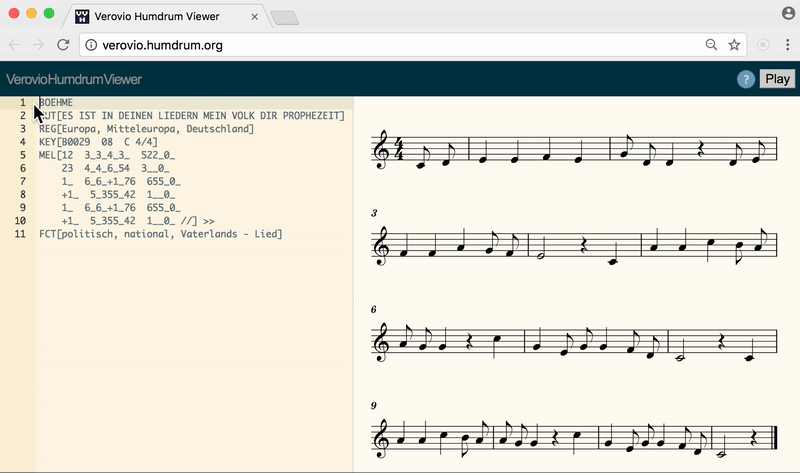 Verovio Humdrum Viewer
verovio.humdrum.org
VerovioHumdrumViewer
?
Play
1 BOEHME
2 CUT[ES IST IN DEINEN LIEDERN MEIN VOLK DIR PROPHEZEIT]
3 REG[Europa, Mitteleuropa, Deutschland]
4 KEY[B0029  08  C 4/4]
5 MEL[12  3_3_4_3_  522_0_
6     23  4_4_6_54  3__0_
7     1_  6_6_+1_76  655_0_
8     +1_  5_355_42  1__0_
9     1_  6_6_+1_76  655_0_
10     +1_  5_355_42  1__0_ //] >>
11 FCT[politisch, national, Vaterlands - Lied]
4
4
3
6
9